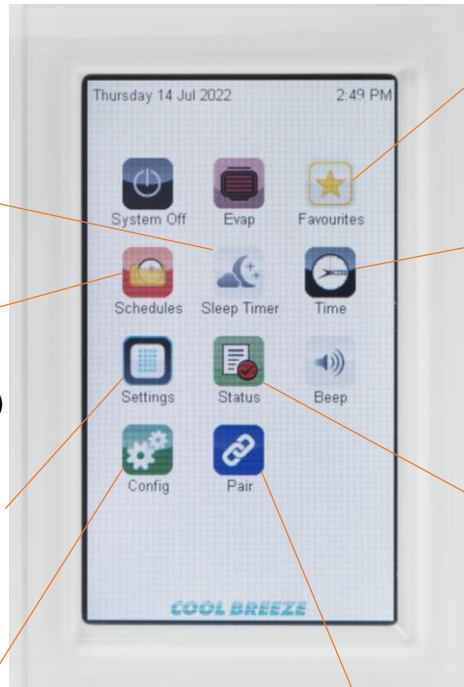 Thursday 14 Jul 2022 2:49 PM
System Off Evap Favourites
Schedules Sleep Timer Time
Settings Status Beep
Config Pair
COOL BREEZE